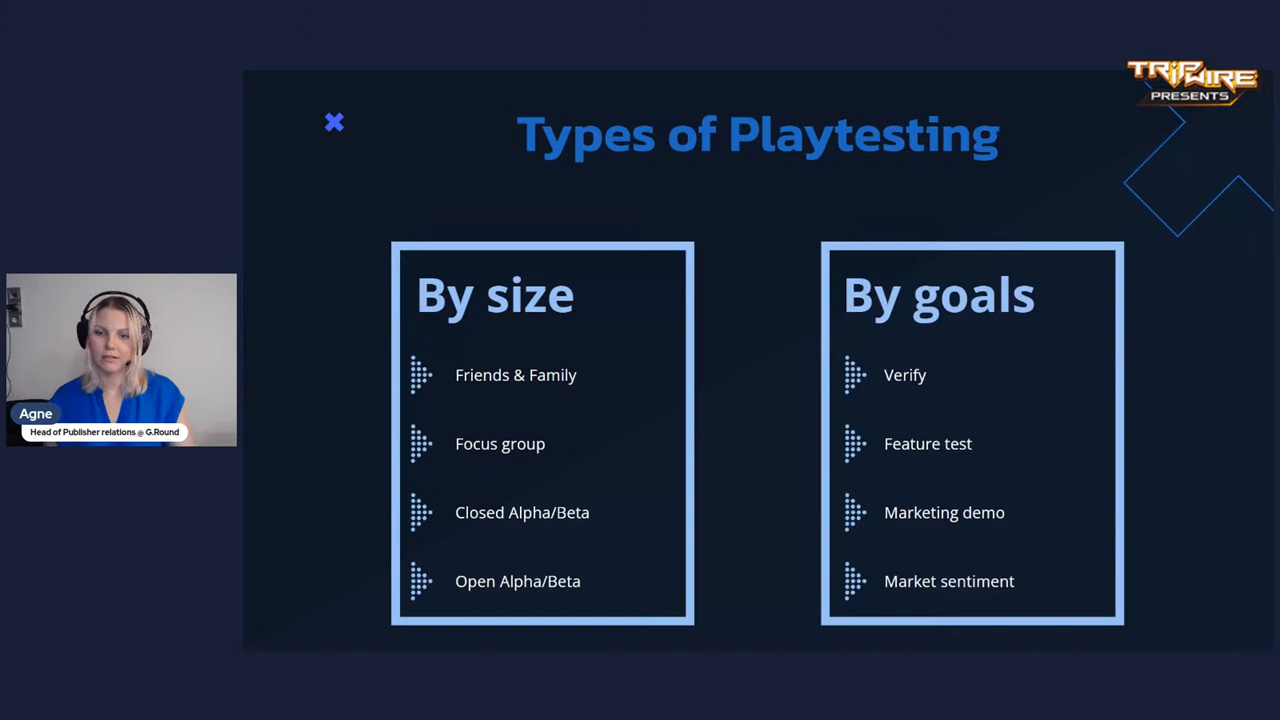 TRIPWIRE
PRESENTS
Types of Playtesting
By size
Friends & Family
Focus group
Closed Alpha/Beta
Open Alpha/Beta
By goals
Verify
Feature test
Marketing demo
Market sentiment
Agne
Head of Publisher relations @ G.Round